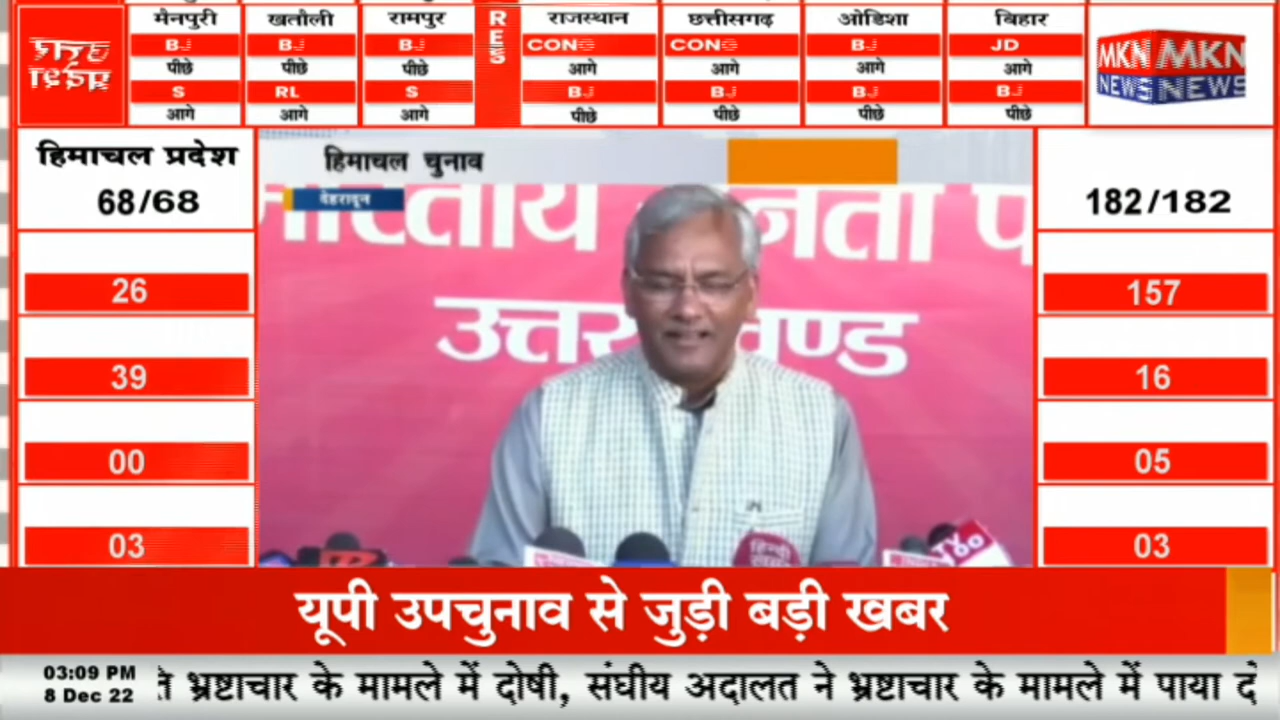 मैनपुरी खतौली रामपुर RES राजस्थान छत्तीसगढ़ ओडिशा बिहार
BJ BJ BJ CONG CONG BJ JD
पीछे पीछे पीछे आगे आगे आगे आगे
S RL S BJ BJ BJ BJ
आगे आगे आगे पीछे पीछे पीछे पीछे
MKN MKN
NEWS NEWS
हिमाचल प्रदेश
68/68
26
39
00
03
हिमाचल चुनाव
देहरादून
उत्तर
ण्ड
182/182
157
16
05
03
यूपी उपचुनाव से जुड़ी बड़ी खबर
03:09 PM
8 Dec 22
भ्रष्टाचार के मामले में दोषी, संघीय अदालत ने भ्रष्टाचार के मामले में पाया